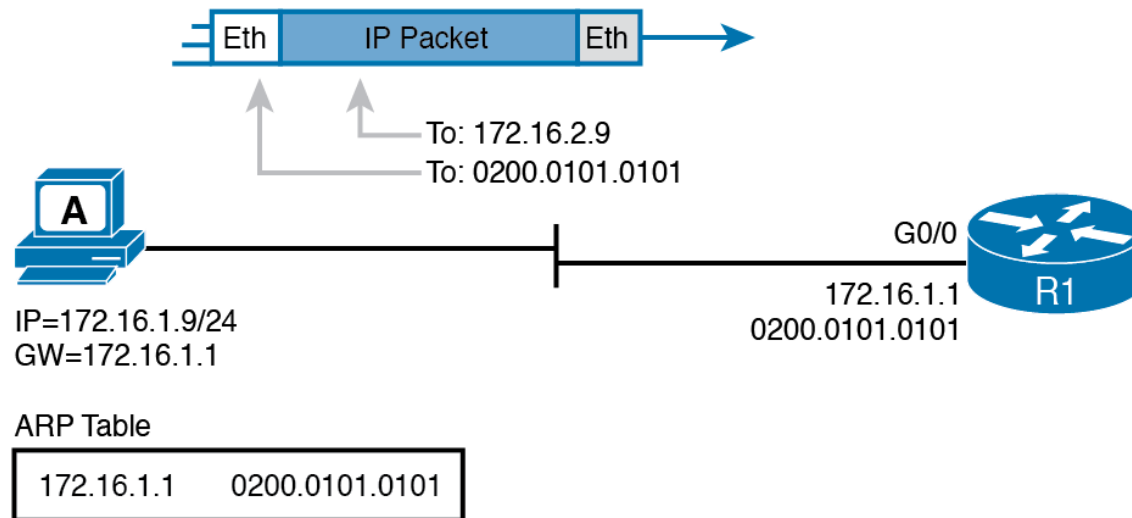 Eth IP Packet Eth
To: 172.16.2.9
To: 0200.0101.0101
A
G0/0
R1
172.16.1.1
0200.0101.0101
IP=172.16.1.9/24
GW=172.16.1.1
ARP Table
172.16.1.1 0200.0101.0101